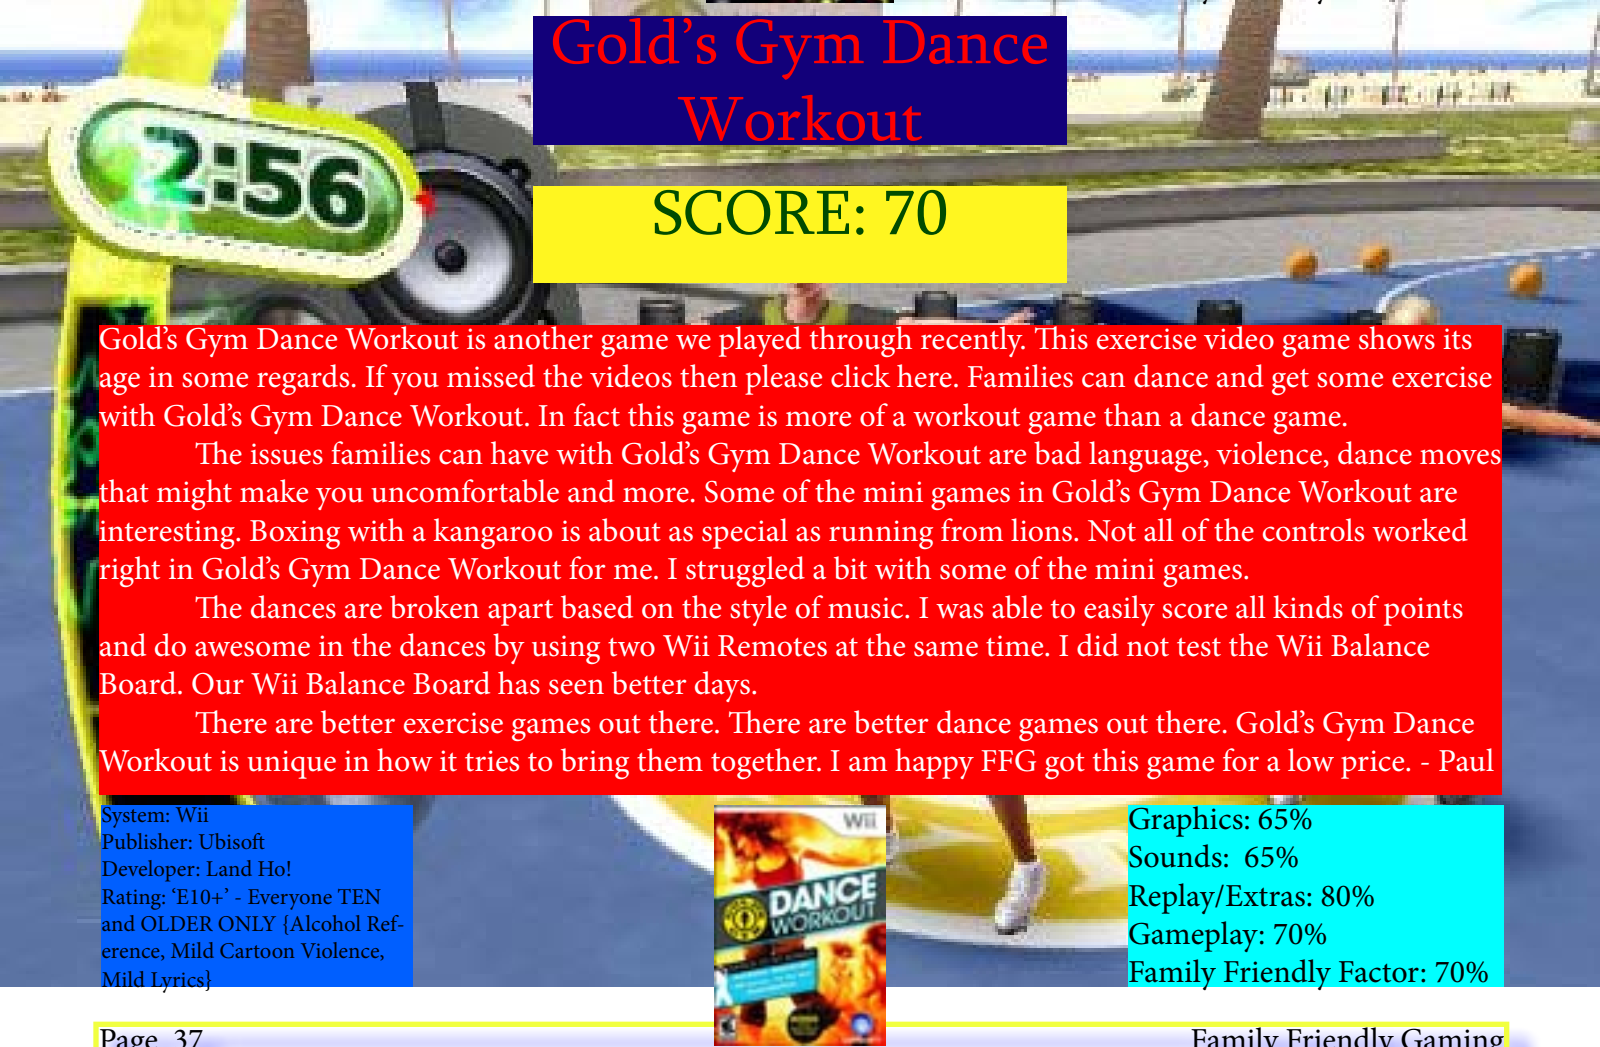 Gold's Gym Dance
Workout
2:56
SCORE: 70
Gold's Gym Dance Workout is another game we played through recently. This exercise video game shows its
age in some regards. If you missed the videos then please click here. Families can dance and get some exercise
with Gold's Gym Dance Workout. In fact this game is more of a workout game than a dance game.
The issues families can have with Gold's Gym Dance Workout are bad language, violence, dance moves
that might make you uncomfortable and more. Some of the mini games in Gold's Gym Dance Workout are
interesting. Boxing with a kangaroo is about as special as running from lions. Not all of the controls worked
right in Gold's Gym Dance Workout for me. I struggled a bit with some of the mini games.
The dances are broken apart based on the style of music. I was able to easily score all kinds of points
and do awesome in the dances by using two Wii Remotes at the same time. I did not test the Wii Balance
Board. Our Wii Balance Board has seen better days.
There are better exercise games out there. There are better dance games out there. Gold's Gym Dance
Workout is unique in how it tries to bring them together. I am happy FFG got this game for a low price. - Paul
System: Wii
Publisher: Ubisoft
Developer: Land Ho!
Rating: 'E10+' - Everyone TEN
and OLDER ONLY {Alcohol Ref-
erence, Mild Cartoon Violence,
Mild Lyrics}
Wii
DANCE
WORKOUT
Graphics: 65%
Sounds:  65%
Replay/Extras: 80%
Gameplay: 70%
Family Friendly Factor: 70%
Page  37
Family Friendly Gaming